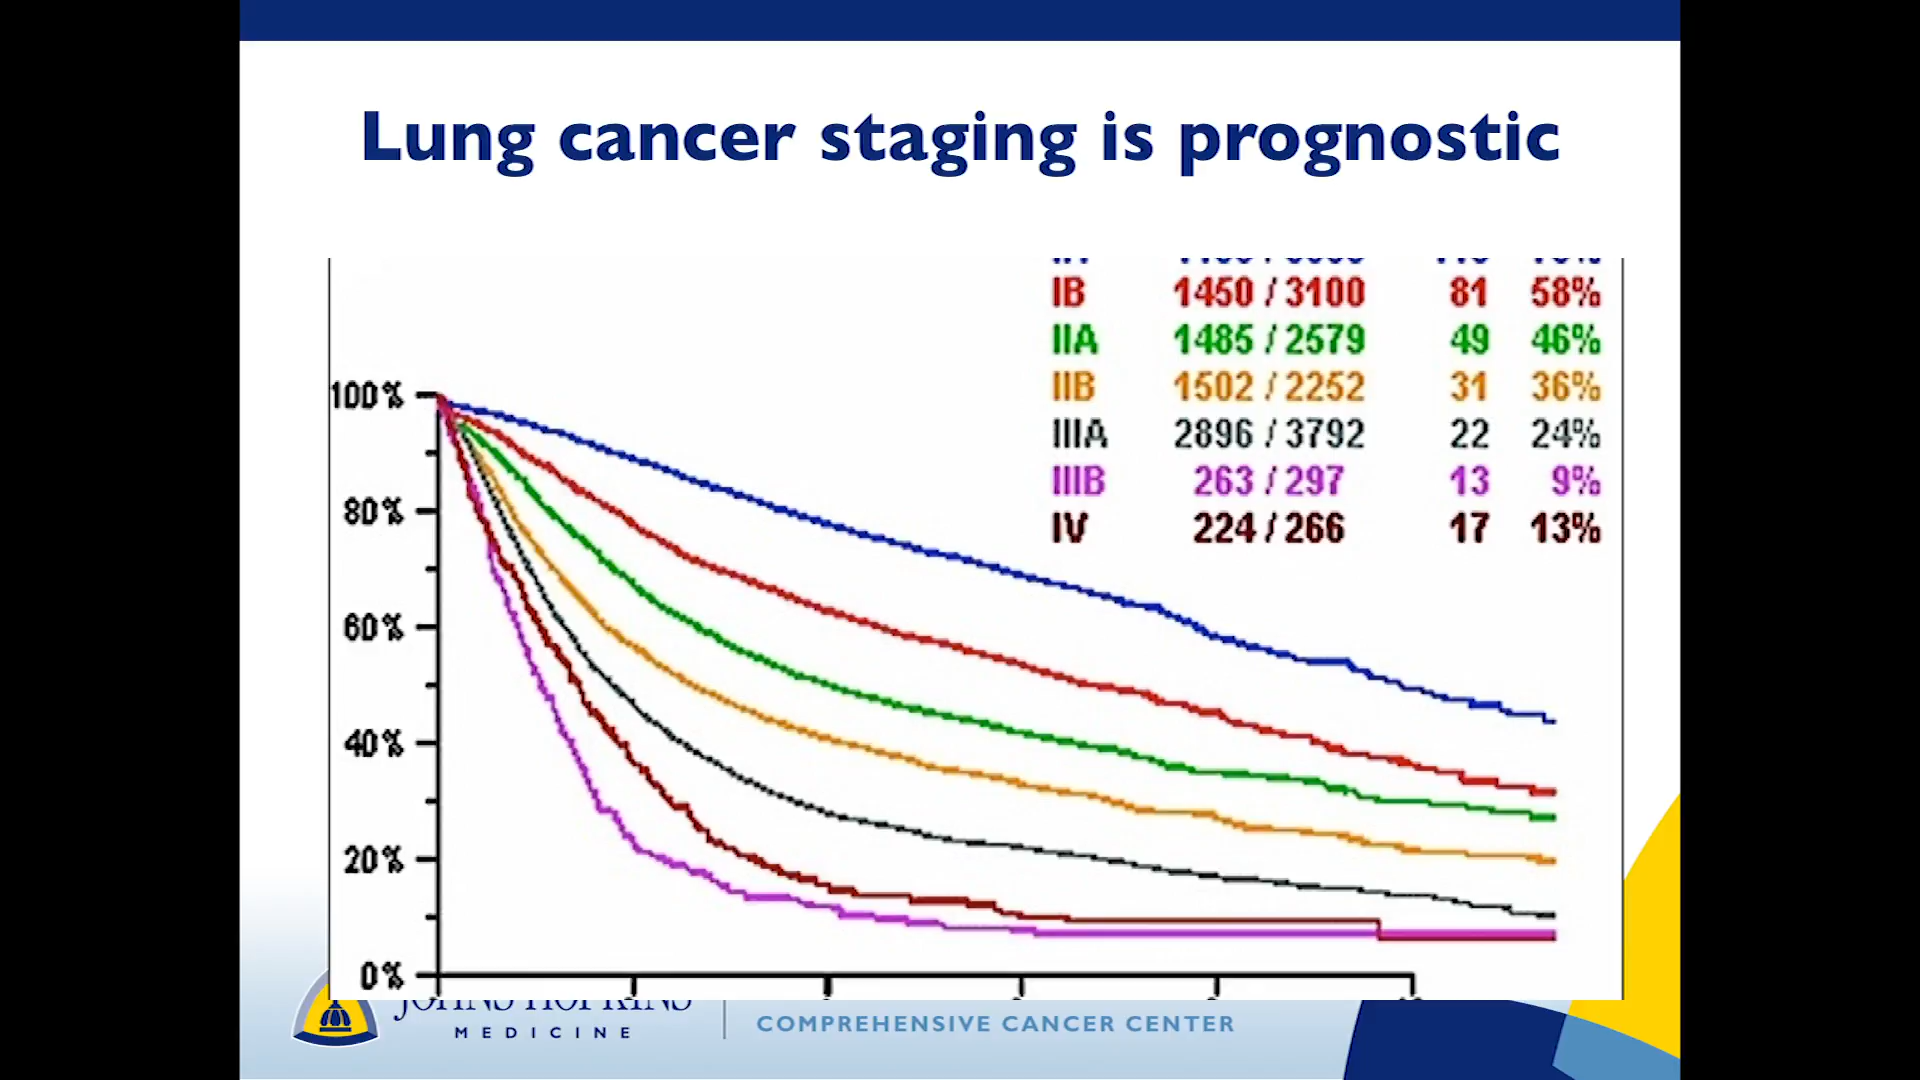 Lung cancer staging is prognostic
IB 1450 / 3100 81 58%
IIA 1485 / 2579 49 46%
IIB 1502 / 2252 31 36%
IIIA 2896 / 3792 22 24%
IIIB 263 / 297 13 9%
IV 224 / 266 17 13%
100%
80%
60%
40%
20%
0%
JOHNS HOPKINS
MEDICINE
COMPREHENSIVE CANCER CENTER